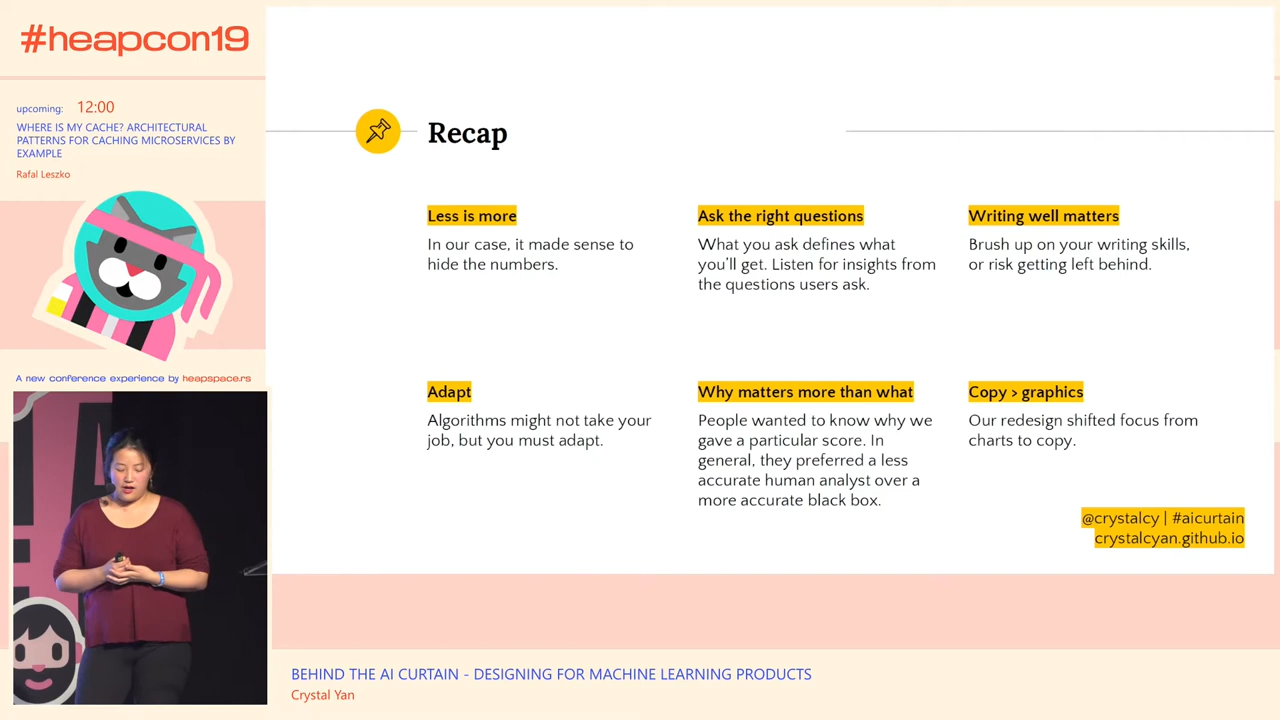 #heapcon19
upcoming: 12:00
WHERE IS MY CACHE? ARCHITECTURAL
PATTERNS FOR CACHING MICROSERVICES BY
EXAMPLE
Rafal Leszko
A new conference experience by heapspace.rs
Recap
Less is more
In our case, it made sense to
hide the numbers.
Ask the right questions
What you ask defines what
you'll get. Listen for insights from
the questions users ask.
Writing well matters
Brush up on your writing skills,
or risk getting left behind.
Adapt
Algorithms might not take your
job, but you must adapt.
Why matters more than what
People wanted to know why we
gave a particular score. In
general, they preferred a less
accurate human analyst over a
more accurate black box.
Copy > graphics
Our redesign shifted focus from
charts to copy.
@crystalcy | #aicurtain
crystalcyan.github.io
BEHIND THE AI CURTAIN - DESIGNING FOR MACHINE LEARNING PRODUCTS
Crystal Yan